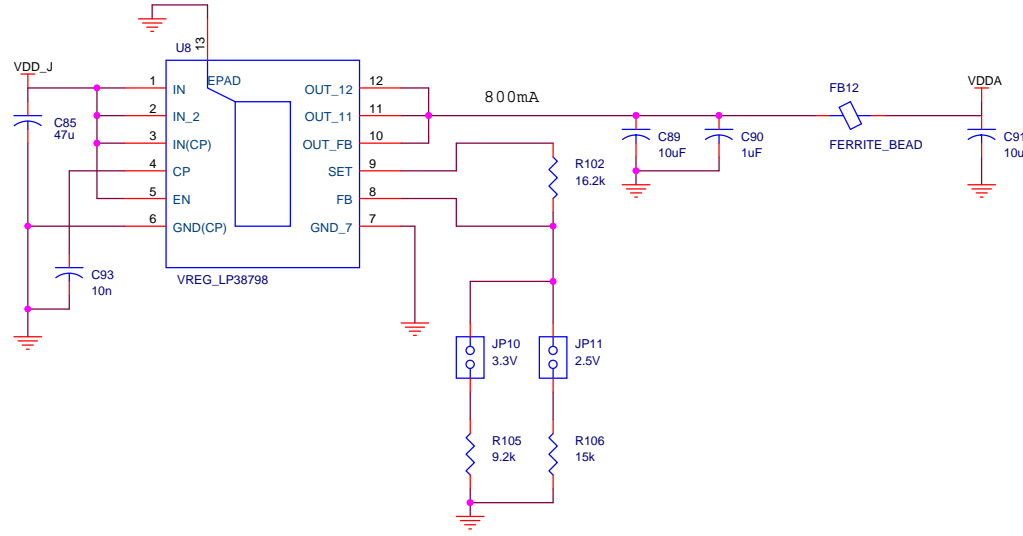 U8
13
VDD_J
EPAD
1
IN
OUT_12
12
2
IN_2
OUT_11
11
3
IN(CP)
OUT_FB
10
4
CP
SET
9
5
EN
FB
8
6
GND(CP)
GND_7
7
VREG_LP38798
C85
47u
C93
10n
800mA
C89
10uF
C90
1uF
FB12
FERRITE_BEAD
VDDA
C91
10u
R102
16.2k
JP10
3.3V
JP11
2.5V
R105
9.2k
R106
15k